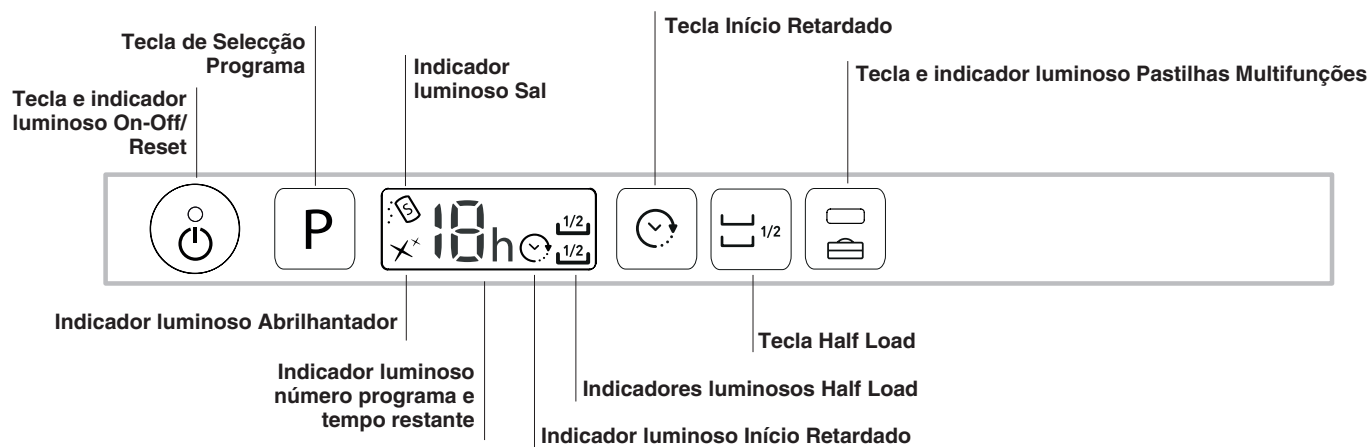 Tecla Início Retardado
Tecla de Selecção
Programa
Indicador
luminoso Sal
Tecla e indicador luminoso Pastilhas Multifunções
Tecla e indicador
luminoso On-Off/
Reset
P
S
18h
1/2
1/2
1/2
Indicador luminoso Abrilhantador
Tecla Half Load
Indicador luminoso
número programa e
tempo restante
Indicadores luminosos Half Load
Indicador luminoso Início Retardado